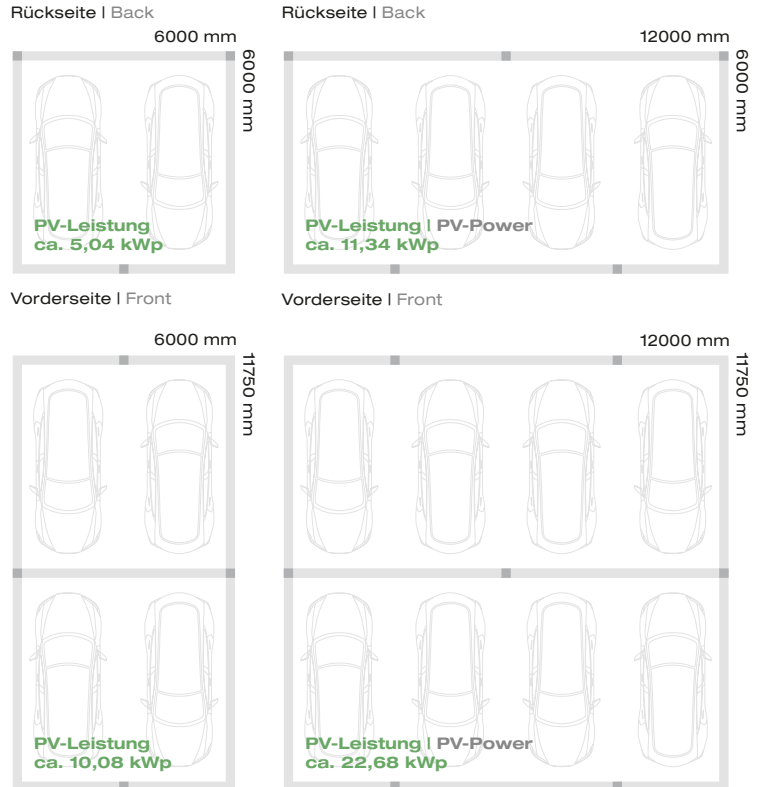 Rückseite | Back
6000 mm
6000 mm
PV-Leistung
ca. 5,04 kWp
Vorderseite | Front
Rückseite | Back
12000 mm
6000 mm
PV-Leistung | PV-Power
ca. 11,34 kWp
Vorderseite | Front
6000 mm
11750 mm
PV-Leistung
ca. 10,08 kWp
12000 mm
11750 mm
PV-Leistung | PV-Power
ca. 22,68 kWp